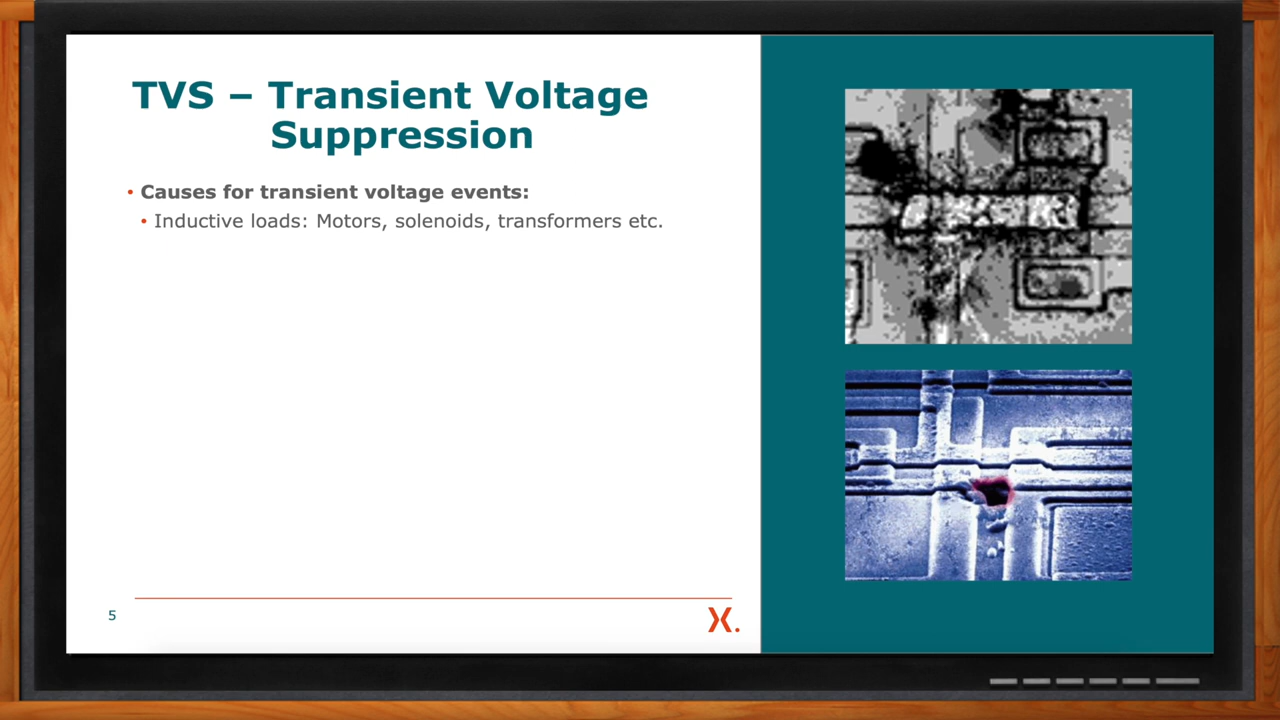 TVS – Transient Voltage
Suppression
• Causes for transient voltage events:
• Inductive loads: Motors, solenoids, transformers etc.
5